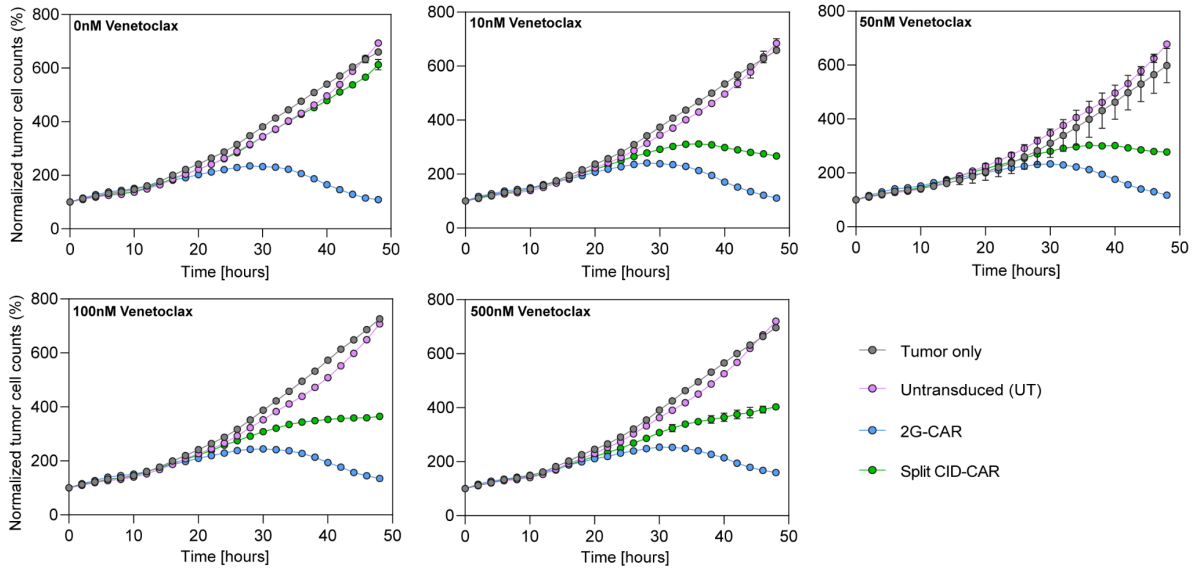 0nM Venetoclax
Normalized tumor cell counts (%)
800
600
400
200
0
0 10 20 30 40 50
Time [hours]
10nM Venetoclax
800
600
400
200
0
0 10 20 30 40 50
Time [hours]
50nM Venetoclax
800
600
400
200
0
0 10 20 30 40 50
Time [hours]
100nM Venetoclax
Normalized tumor cell counts (%)
800
600
400
200
0
0 10 20 30 40 50
Time [hours]
500nM Venetoclax
800
600
400
200
0
0 10 20 30 40 50
Time [hours]
Tumor only
Untransduced (UT)
2G-CAR
Split CID-CAR